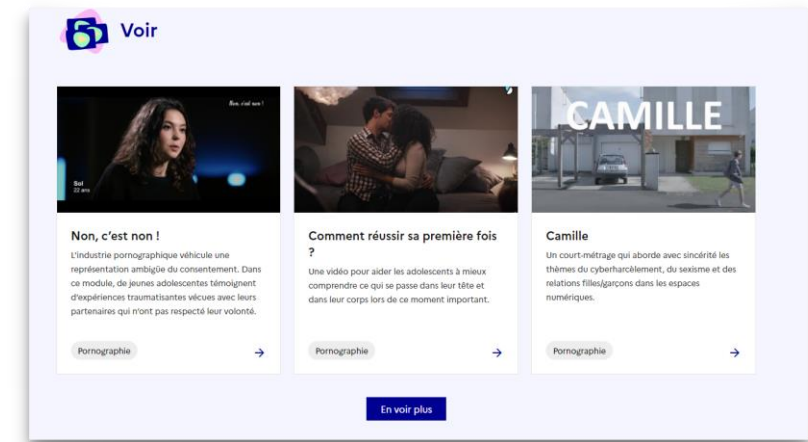 Voir
Non, c'est non !
Sol
22 ans
CAMILLE
Non, c'est non !
L'industrie pornographique véhicule une
représentation ambigüe du consentement. Dans
ce module, de jeunes adolescentes témoignent
d'expériences traumatisantes vécues avec leurs
partenaires qui n'ont pas respecté leur volonté.
Pornographie
Comment réussir sa première fois
?
Une vidéo pour aider les adolescents à mieux
comprendre ce qui se passe dans leur tête et
dans leur corps lors de ce moment important.
Pornographie
Camille
Un court-métrage qui aborde avec sincérité les
thèmes du cyberharcèlement, du sexisme et des
relations filles/garçons dans les espaces
numériques.
Pornographie
En voir plus